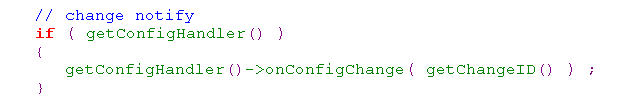 // change notify
if ( getConfigHandler() )
{
getConfigHandler()->onConfigChange( getChangeID() ) ;
}